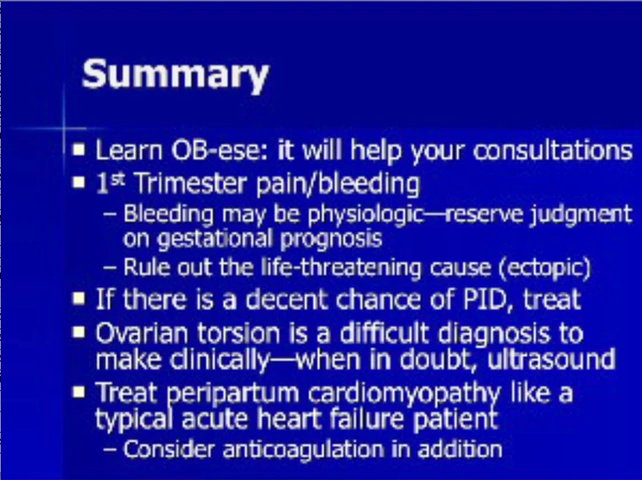 Summary
Learn OB-ese: it will help your consultations
1st Trimester pain/bleeding
– Bleeding may be physiologic—reserve judgment
on gestational prognosis
– Rule out the life-threatening cause (ectopic)
If there is a decent chance of PID, treat
Ovarian torsion is a difficult diagnosis to
make clinically—when in doubt, ultrasound
Treat peripartum cardiomyopathy like a
typical acute heart failure patient
– Consider anticoagulation in addition